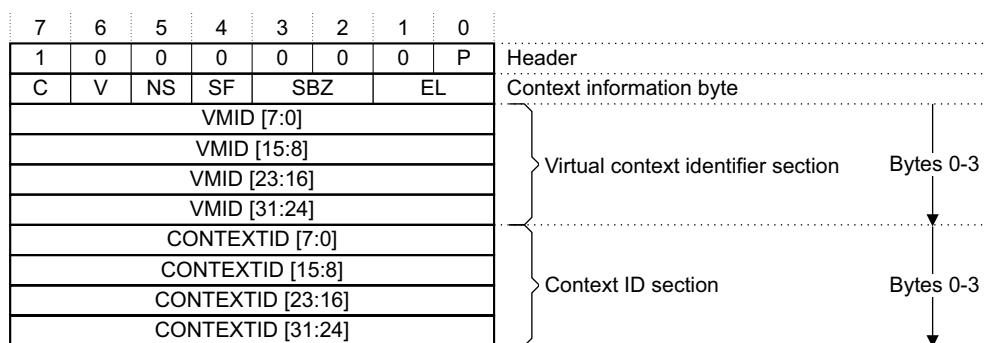 7 6 5 4 3 2 1 0
1 0 0 0 0 0 0 P Header
C V NS SF SBZ EL Context information byte
VMID [7:0]
VMID [15:8]
Virtual context identifier section Bytes 0-3
VMID [23:16]
VMID [31:24]
CONTEXTID [7:0]
CONTEXTID [15:8]
Context ID section Bytes 0-3
CONTEXTID [23:16]
CONTEXTID [31:24]